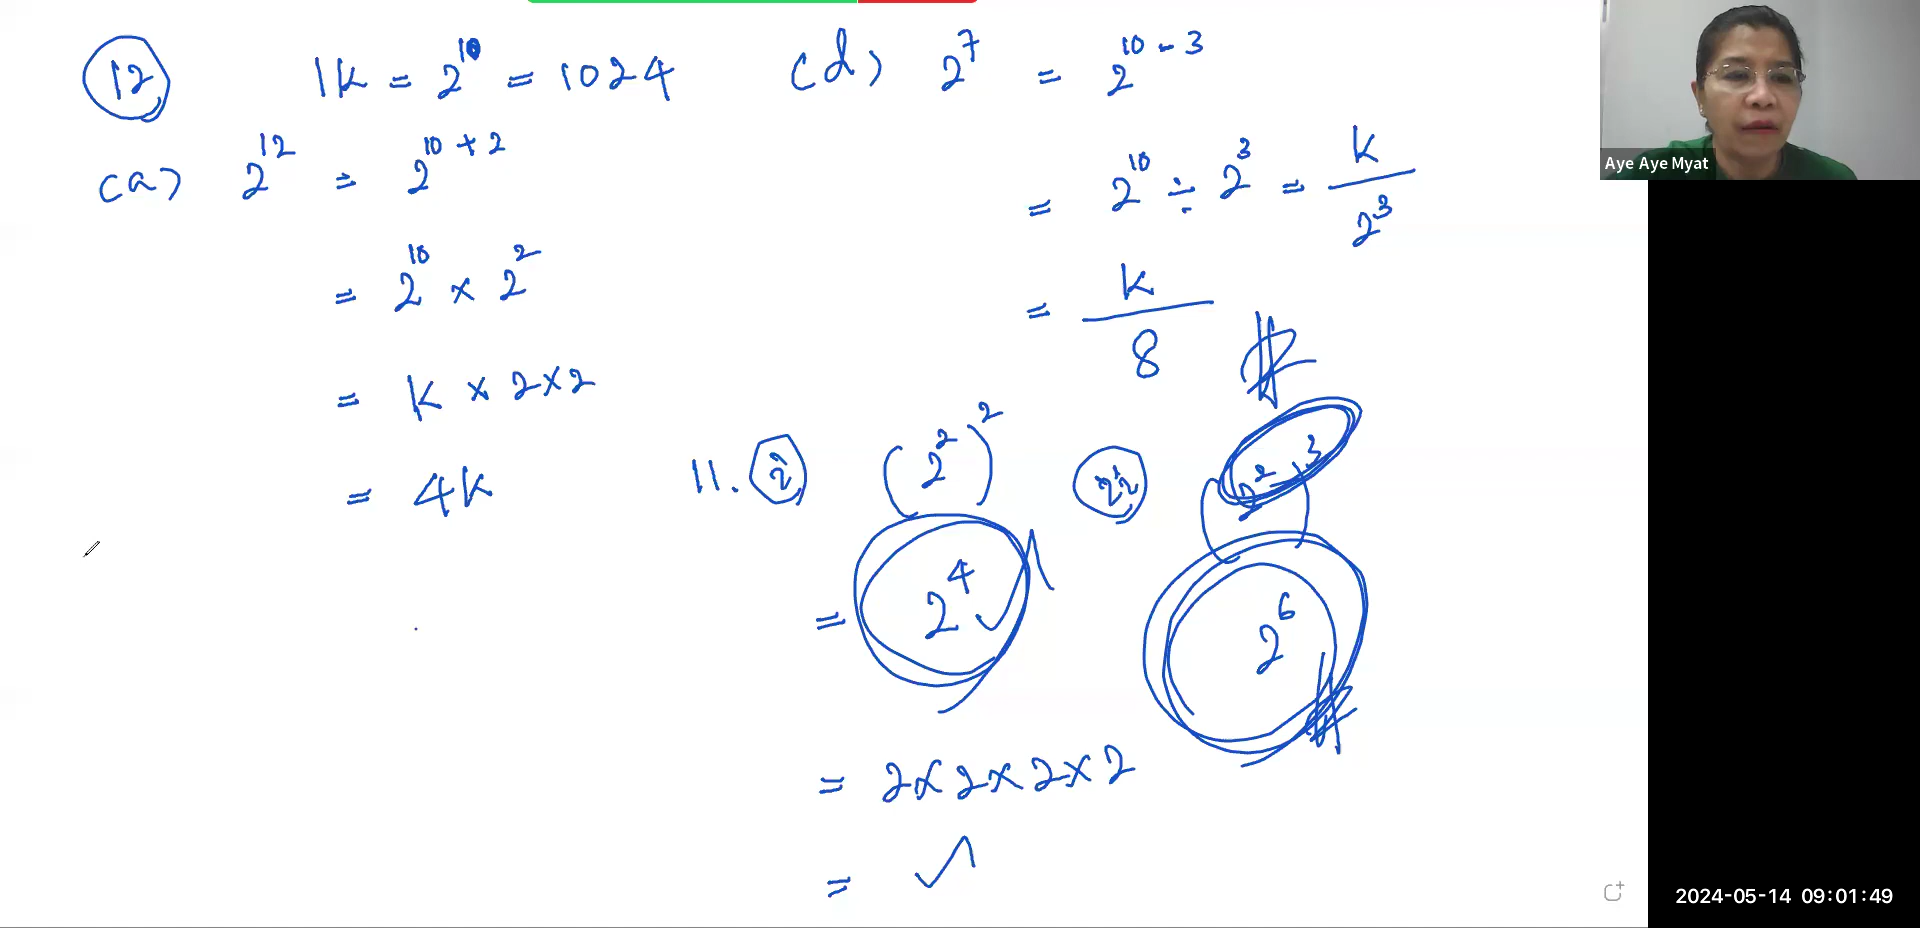 12 1k = 2^10 = 1024
(a) 2^12 = 2^10+2
= 2^10 × 2^2
= k × 2×2
= 4k
(d) 2^7 = 2^10-3
= 2^10 ÷ 2^3 = k/2^3
= k/8
11. i (2^2)^2
= 2^4
= 2×2×2×2
=
ii (2^2)^3
2^6
Aye Aye Myat
2024-05-14 09:01:49